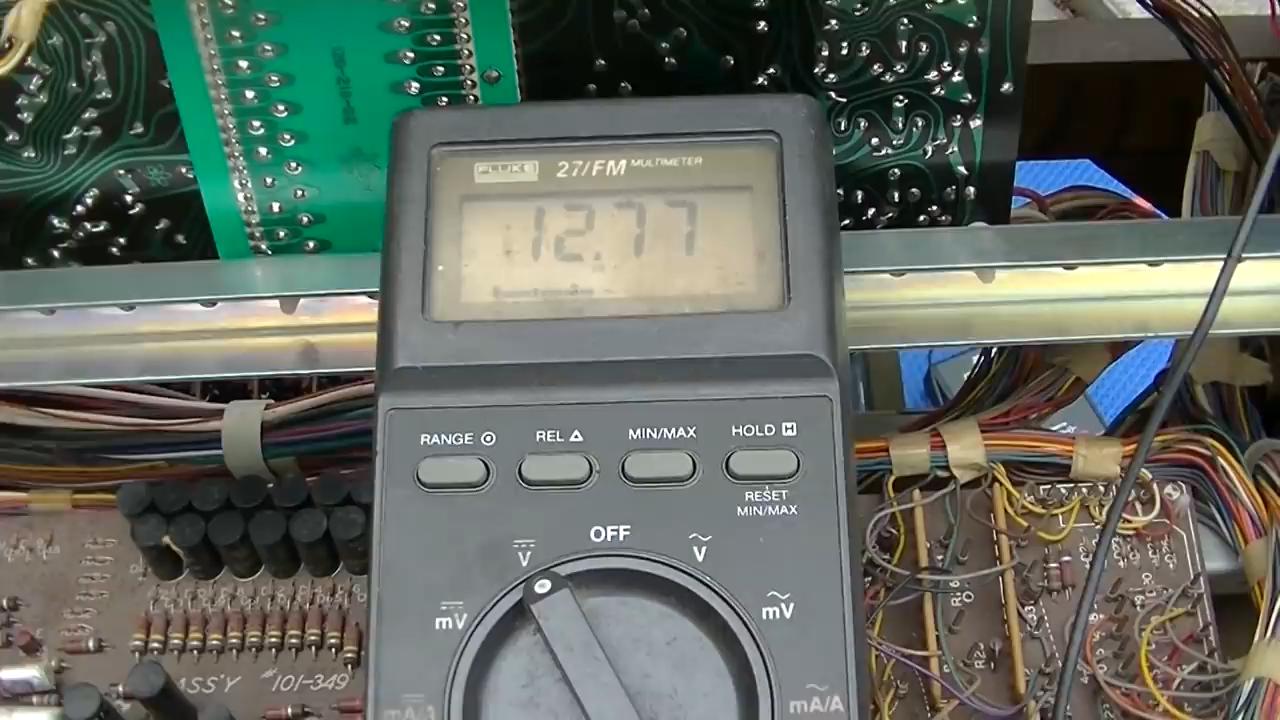 FLUKE 27/FM MULTIMETER
12.77
RANGE
REL △
MIN/MAX
HOLD H
RESET
MIN/MAX
OFF
V
V
mV
mV
mA/A
ASS'Y #101-349